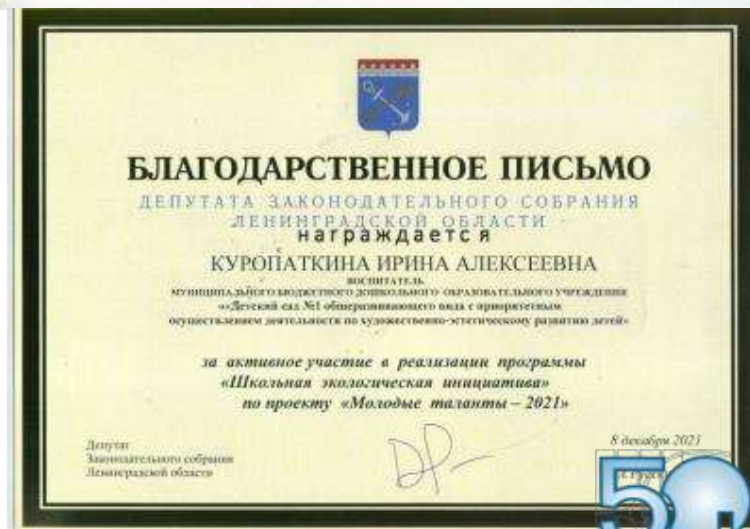 БЛАГОДАРСТВЕННОЕ ПИСЬМО
ДЕПУТАТА ЗАКОНОДАТЕЛЬНОГО СОБРАНИЯ
ЛЕНИНГРАДСКОЙ ОБЛАСТИ
награждается
КУРОПАТКИНА ИРИНА АЛЕКСЕЕВНА
ВОСПИТАТЕЛЬ
МУНИЦИПАЛЬНОГО БЮДЖЕТНОГО ДОШКОЛЬНОГО ОБРАЗОВАТЕЛЬНОГО УЧРЕЖДЕНИЯ
«Детский сад №1 общеразвивающего вида с приоритетным
осуществлением деятельности по художественно-эстетическому развитию детей»
за активное участие в реализации программы
«Школьная экологическая инициатива»
по проекту «Молодые таланты – 2021»
Депутат
Законодательного собрания
Ленинградской области
8 декабря 2021
50